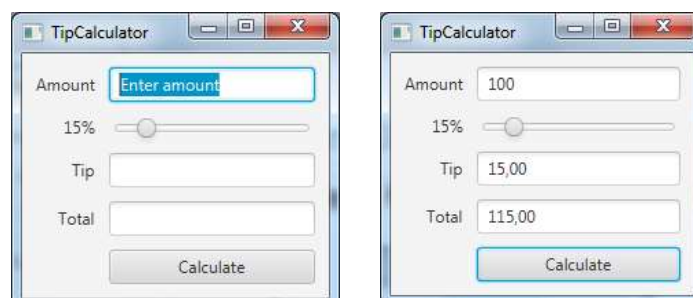 TipCalculator
Amount Enter amount
15%
Tip
Total
Calculate
TipCalculator
Amount 100
15%
Tip 15,00
Total 115,00
Calculate